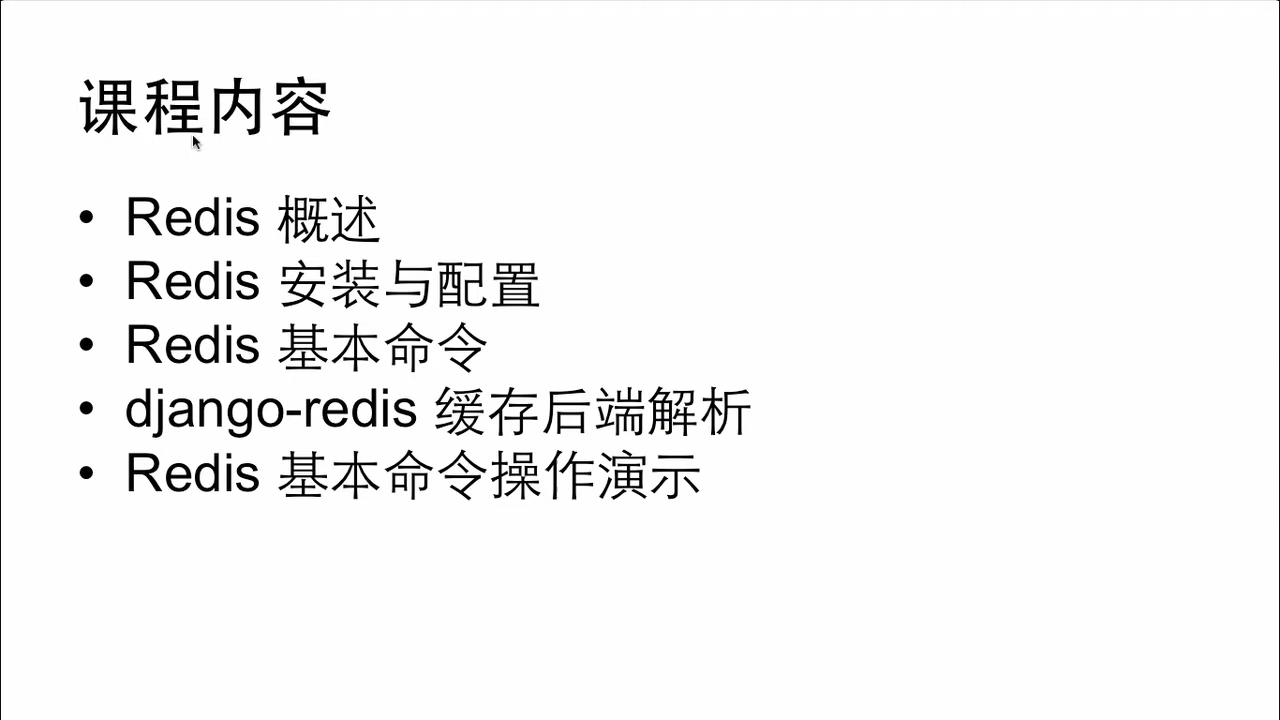 课程内容
• Redis 概述
• Redis 安装与配置
• Redis 基本命令
• django-redis 缓存后端解析
• Redis 基本命令操作演示